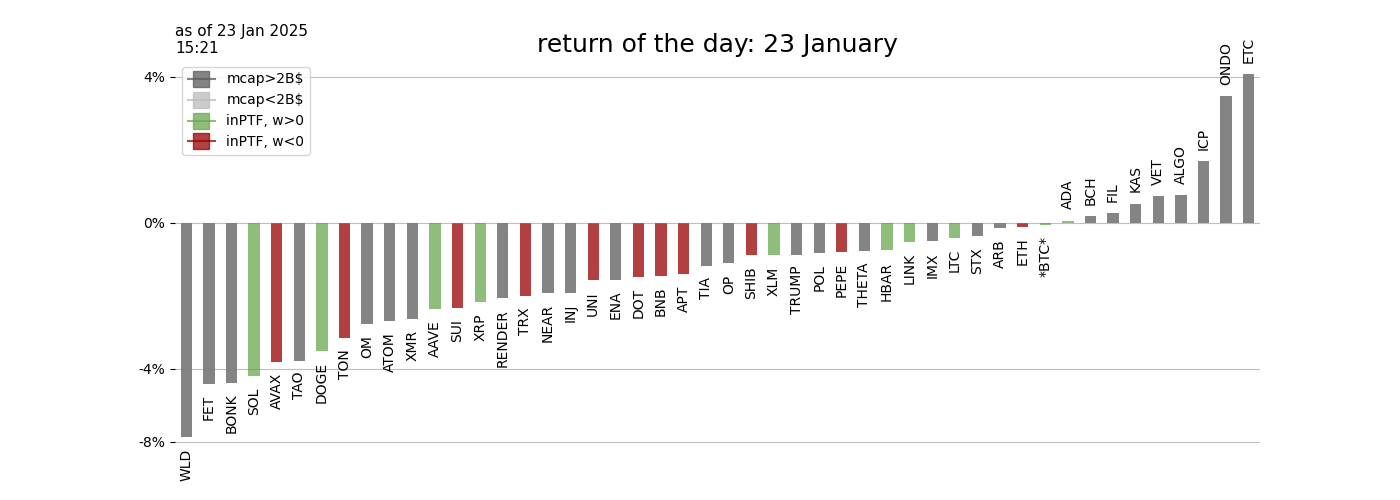 as of 23 Jan 2025
15:21
return of the day: 23 January
mcap>2B$
mcap<2B$
inPTF, w>0
inPTF, w<0
4%
0%
-4%
-8%
WLD
FET
BONK
SOL
AVAX
TAO
DOGE
TON
OM
ATOM
XMR
AAVE
SUI
XRP
RENDER
TRX
NEAR
INJ
UNI
ENA
DOT
BNB
APT
TIA
OP
SHIB
XLM
TRUMP
POL
PEPE
THETA
HBAR
LINK
IMX
LTC
STX
ARB
ETH
*BTC*
ADA
BCH
FIL
KAS
VET
ALGO
ICP
ONDO
ETC